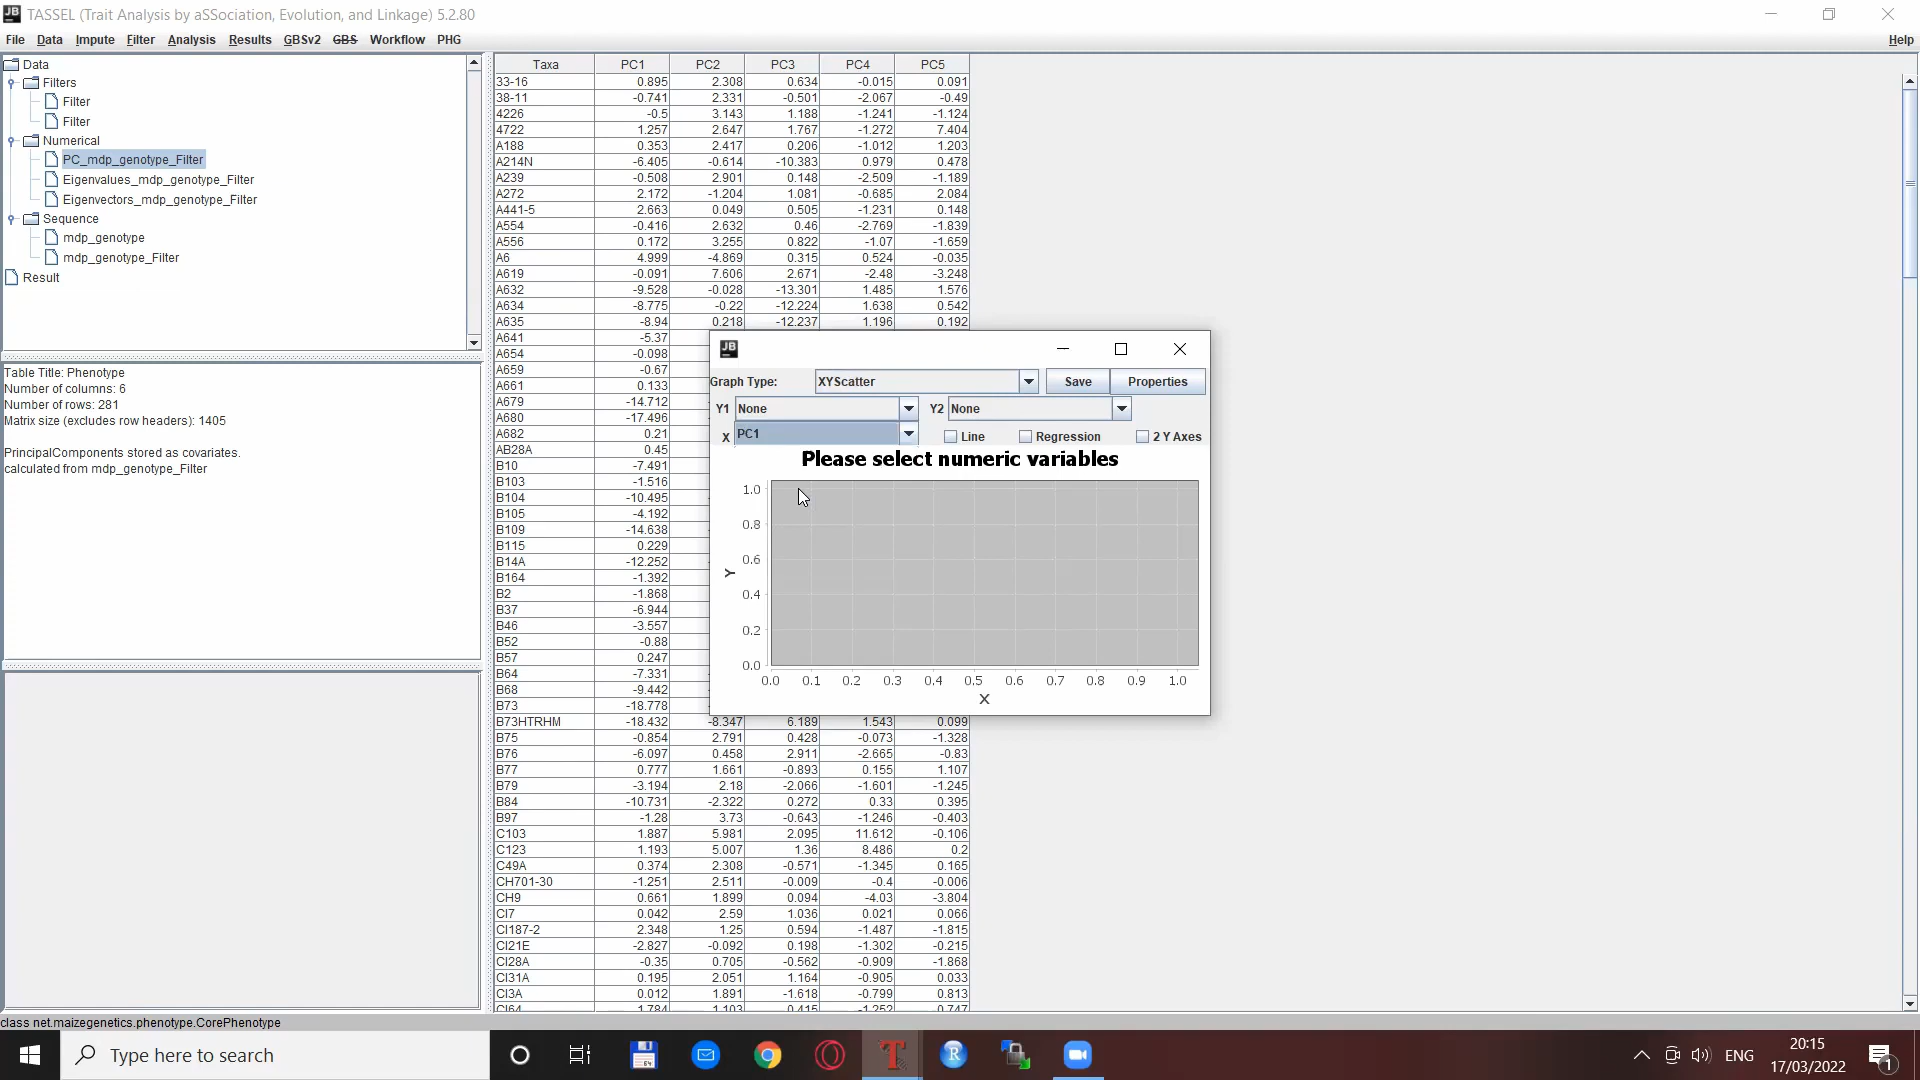 TASSEL (Trait Analysis by aSSociation, Evolution, and Linkage) 5.2.80
File Data Impute Filter Analysis Results GBSv2 GBS Workflow PHG Help
Data
Filters
Filter
Filter
Numerical
PC_mdp_genotype_Filter
Eigenvalues_mdp_genotype_Filter
Eigenvectors_mdp_genotype_Filter
Sequence
mdp_genotype
mdp_genotype_Filter
Result
Table Title: Phenotype
Number of columns: 6
Number of rows: 281
Matrix size (excludes row headers): 1405
PrincipalComponents stored as covariates.
calculated from mdp_genotype_Filter
Taxa PC1 PC2 PC3 PC4 PC5
33-16 0.895 2.308 0.634 -0.015 0.091
38-11 -0.741 2.331 -0.501 -2.067 -0.49
4226 -0.5 3.143 1.188 -1.241 -1.124
4722 1.257 2.647 1.767 -1.272 7.404
A188 0.353 2.417 0.206 -1.012 1.203
A214N -6.405 -0.614 -10.383 0.979 0.478
A239 -0.508 2.901 0.148 -2.509 -1.189
A272 2.172 -1.204 1.081 -0.685 2.084
A441-5 2.663 0.049 0.505 -1.231 0.148
A554 -0.416 2.632 0.46 -2.769 -1.839
A556 0.172 3.255 0.822 -1.07 -1.659
A6 4.999 -4.869 0.315 0.524 -0.035
A619 -0.091 7.606 2.671 -2.48 -3.248
A632 -9.528 -0.028 -13.301 1.485 1.576
A634 -8.775 -0.22 -12.224 1.638 0.542
A635 -8.94 0.218 -12.237 1.196 0.192
A641 -5.37
A654 -0.098
A659 -0.67
A661 0.133
A679 -14.712
A680 -17.496
A682 0.21
AB28A 0.45
B10 -7.491
B103 -1.516
B104 -10.495
B105 -4.192
B109 -14.638
B115 0.229
B14A -12.252
B164 -1.392
B2 -1.868
B37 -6.944
B46 -3.557
B52 -0.88
B57 0.247
B64 -7.331
B68 -9.442
B73 -18.778
B73HTRHM -18.432 -8.347 6.189 1.543 0.099
B75 -0.854 2.791 0.428 -0.073 -1.328
B76 -6.097 0.458 2.911 -2.665 -0.83
B77 0.777 1.661 -0.893 0.155 1.107
B79 -3.194 2.18 -2.066 -1.601 -1.245
B84 -10.731 -2.322 0.272 0.33 0.395
B97 -1.28 3.73 -0.643 -1.246 -0.403
C103 1.887 5.981 2.095 11.612 -0.106
C123 1.193 5.007 1.36 8.486 0.2
C49A 0.374 2.308 -0.571 -1.345 0.165
CH701-30 -1.251 2.511 -0.009 -0.4 -0.006
CH9 0.661 1.899 0.094 -4.03 -3.804
CI7 0.042 2.59 1.036 0.021 0.066
CI187-2 2.348 1.25 0.594 -1.487 -1.815
CI21E -2.827 -0.092 0.198 -1.302 -0.215
CI28A -0.35 0.705 -0.562 -0.909 -1.868
CI31A 0.195 2.051 1.164 -0.905 0.033
CI3A 0.012 1.891 -1.618 -0.799 0.813
CI64 1.784 1.103 0.415 -1.252 -0.747
JB
Graph Type: XYScatter Save Properties
Y1 None Y2 None
X PC1 Line Regression 2 Y Axes
Please select numeric variables
1.0
0.8
0.6
0.4
0.2
0.0
Y
0.0 0.1 0.2 0.3 0.4 0.5 0.6 0.7 0.8 0.9 1.0
X
class net.maizegenetics.phenotype.CorePhenotype
Type here to search
ENG
20:15
17/03/2022
1